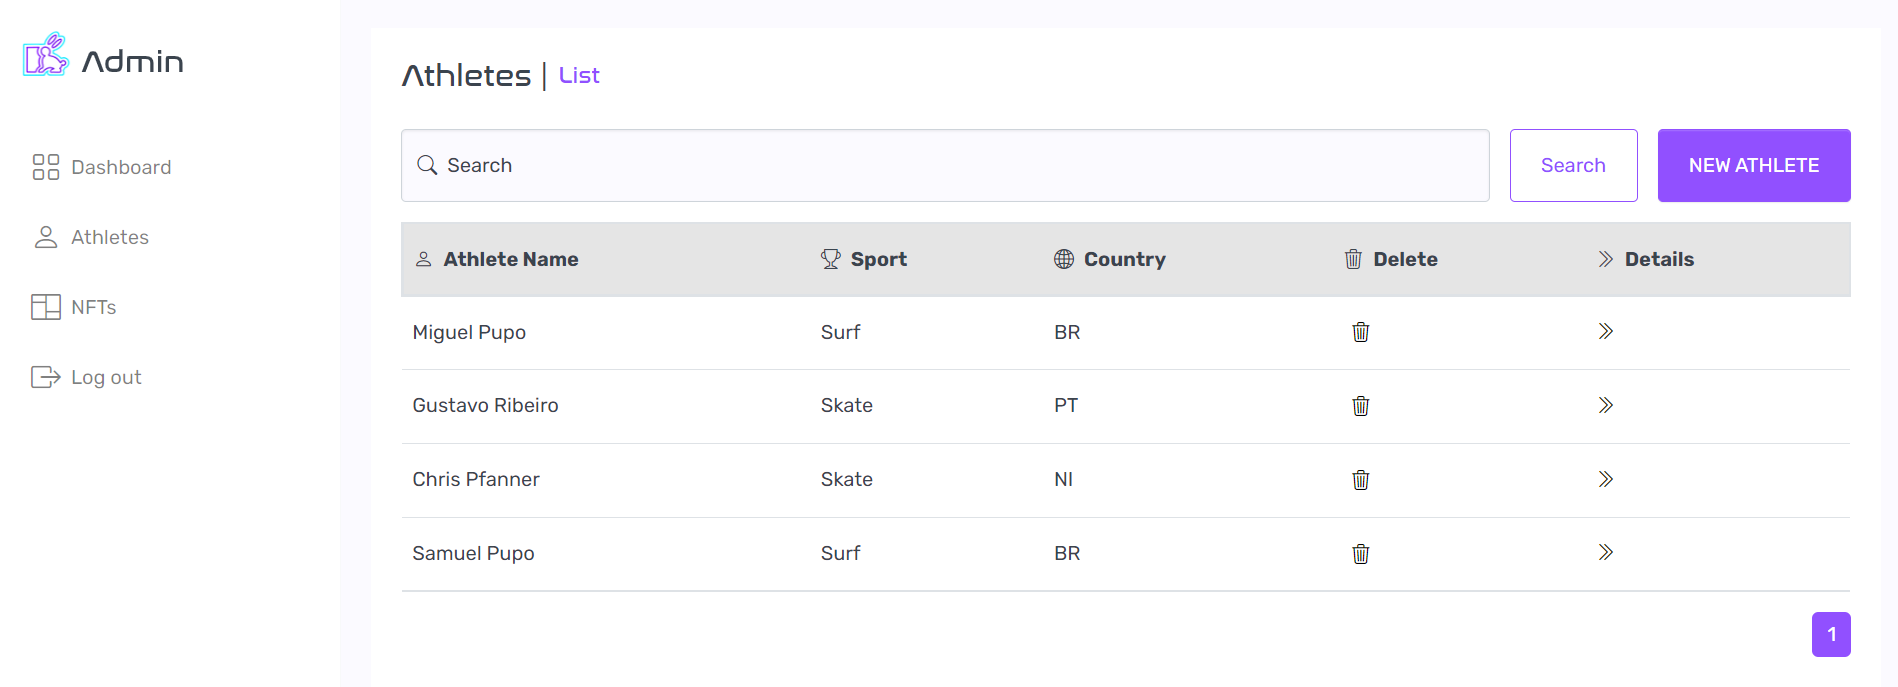 Admin
Dashboard
Athletes
NFTs
Log out
Athletes | List
Search
Search
NEW ATHLETE
Athlete Name Sport Country Delete Details
Miguel Pupo Surf BR
Gustavo Ribeiro Skate PT
Chris Pfanner Skate NI
Samuel Pupo Surf BR
1